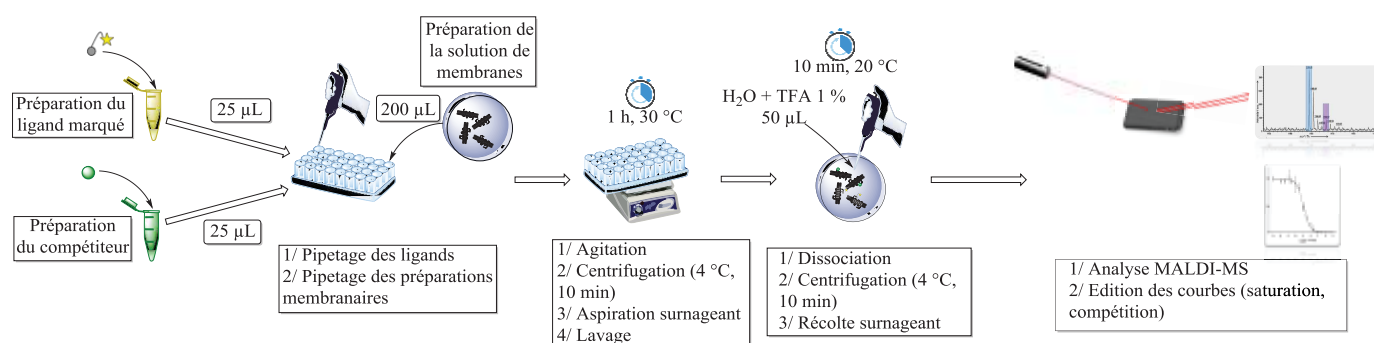 Préparation du
ligand marqué
25 µL
Préparation
du compétiteur
25 µL
200 µL
Préparation de
la solution de
membranes
1/ Pipetage des ligands
2/ Pipetage des préparations
membranaires
1 h, 30 °C
1/ Agitation
2/ Centrifugation (4 °C,
10 min)
3/ Aspiration surnageant
4/ Lavage
10 min, 20 °C
H₂O + TFA 1 %
50 µL
1/ Dissociation
2/ Centrifugation (4 °C,
10 min)
3/ Récolte surnageant
1/ Analyse MALDI-MS
2/ Edition des courbes (saturation,
compétition)